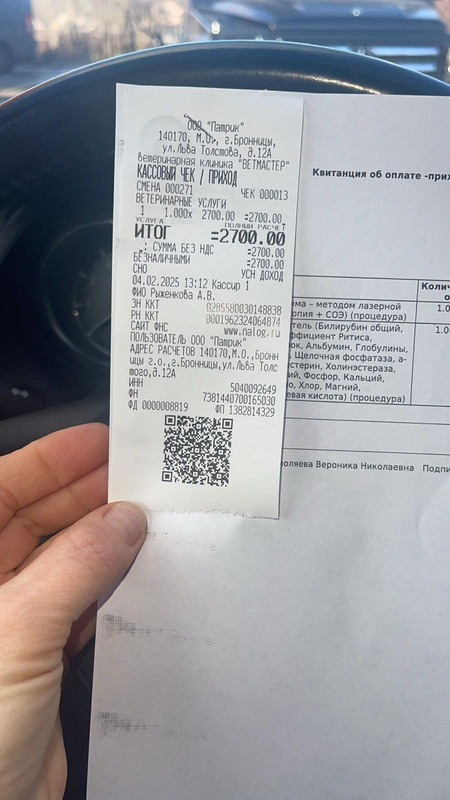 ООО "Патрик"
140170, М.О., г.Бронницы,
ул.Льва Толстова, д.12А
ветеринарная клиника "ВЕТМАСТЕР"
КАССОВЫЙ ЧЕК / ПРИХОД
СМЕНА 000271 ЧЕК 000013
ВЕТЕРИНАРНЫЕ УСЛУГИ
1 1.000х 2700.00 =2700.00
УСЛУГА ПОЛНЫЙ РАСЧЕТ
ИТОГ =2700.00
СУММА БЕЗ НДС =2700.00
БЕЗНАЛИЧНЫМИ =2700.00
СНО УСН ДОХОД
04.02.2025 13:12 Кассир 1
ФИО Рыженкова А.В.
ЗН ККТ 0285580030148838
РН ККТ 0001962324064874
САЙТ ФНС www.nalog.ru
ПОЛЬЗОВАТЕЛЬ ООО "Патрик"
АДРЕС РАСЧЕТОВ 140170,М.О.,Бронн
ицы г.о.,г.Бронницы,ул.Льва Толс
того,д.12А
ИНН 5040092649
ФН 7381440700165030
ФД 0000008819 ФП 1382814329
Квитанция об оплате -прих
Колич
о
ма – методом лазерной
опия + СОЭ) (процедура)
1.0
тель (Билирубин общий,
эффициент Ритиса,
ок, Альбумин, Глобулины,
Щелочная фосфатаза, а-
стерин, Холинэстераза,
ий, Фосфор, Кальций,
о, Хлор, Магний,
евая кислота) (процедура)
1.0
моляева Вероника Николаевна Подпи